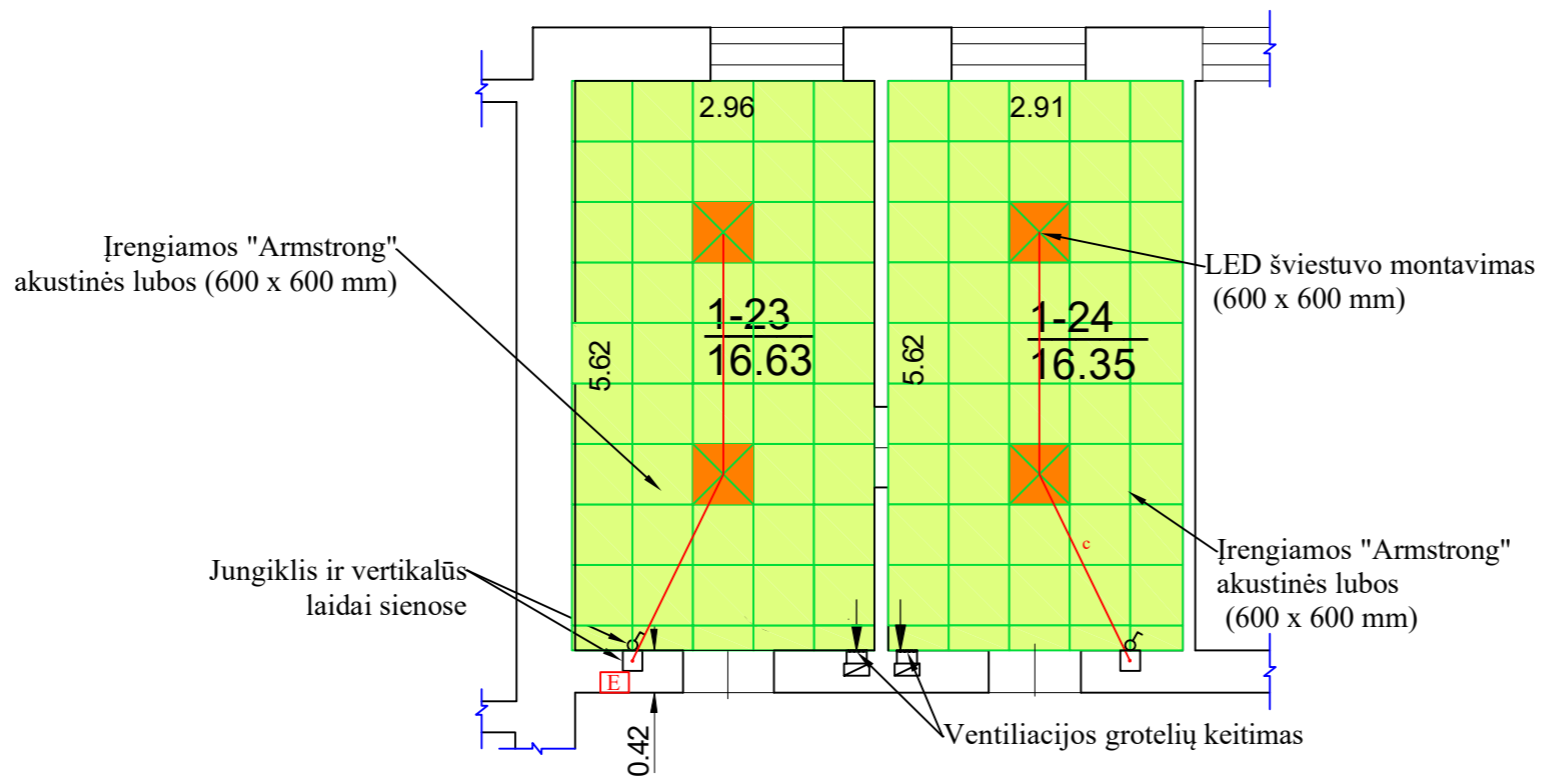 2.96
2.91
Įrengiamos "Armstrong"
akustinės lubos (600 x 600 mm)
LED šviestuvo montavimas
(600 x 600 mm)
1-23
16.63
1-24
16.35
5.62
5.62
c
Įrengiamos "Armstrong"
akustinės lubos
(600 x 600 mm)
Jungiklis ir vertikalūs
laidai sienose
E
0.42
Ventiliacijos grotelių keitimas